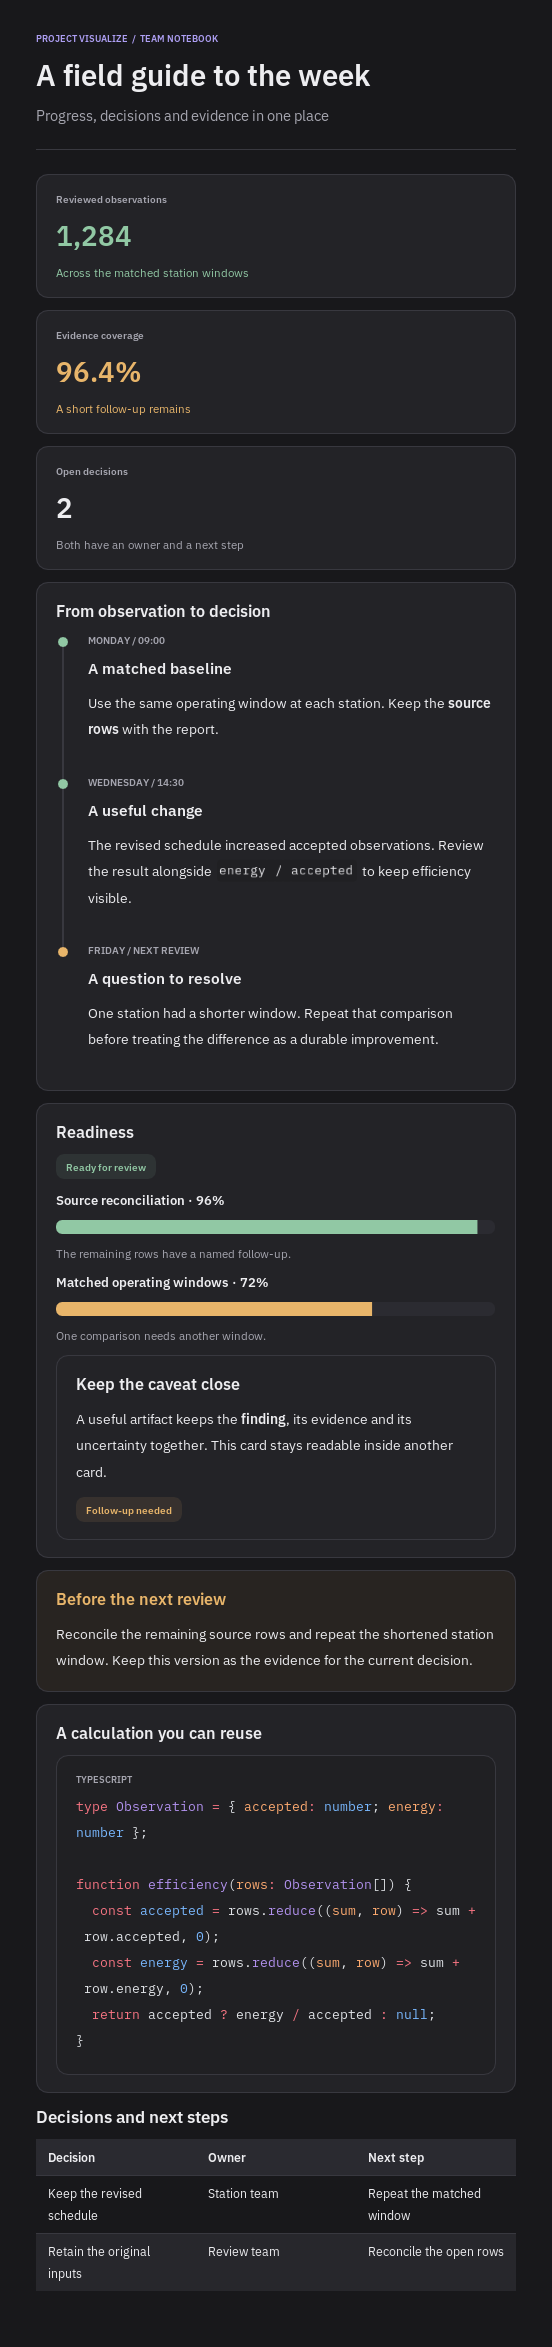 PROJECT VISUALIZE / TEAM NOTEBOOK
A field guide to the week
Progress, decisions and evidence in one place
Reviewed observations
1,284
Across the matched station windows
Evidence coverage
96.4%
A short follow-up remains
Open decisions
2
Both have an owner and a next step
From observation to decision
MONDAY / 09:00
A matched baseline
Use the same operating window at each station. Keep the source
rows with the report.
WEDNESDAY / 14:30
A useful change
The revised schedule increased accepted observations. Review
the result alongside energy / accepted to keep efficiency
visible.
FRIDAY / NEXT REVIEW
A question to resolve
One station had a shorter window. Repeat that comparison
before treating the difference as a durable improvement.
Readiness
Ready for review
Source reconciliation · 96%
The remaining rows have a named follow-up.
Matched operating windows · 72%
One comparison needs another window.
Keep the caveat close
A useful artifact keeps the finding, its evidence and its
uncertainty together. This card stays readable inside another
card.
Follow-up needed
Before the next review
Reconcile the remaining source rows and repeat the shortened station
window. Keep this version as the evidence for the current decision.
A calculation you can reuse
TYPESCRIPT
type Observation = { accepted: number; energy:
number };
function efficiency(rows: Observation[]) {
  const accepted = rows.reduce((sum, row) => sum +
 row.accepted, 0);
  const energy = rows.reduce((sum, row) => sum +
 row.energy, 0);
  return accepted ? energy / accepted : null;
}
Decisions and next steps
Decision Owner Next step
Keep the revised Station team Repeat the matched
schedule window
Retain the original Review team Reconcile the open rows
inputs